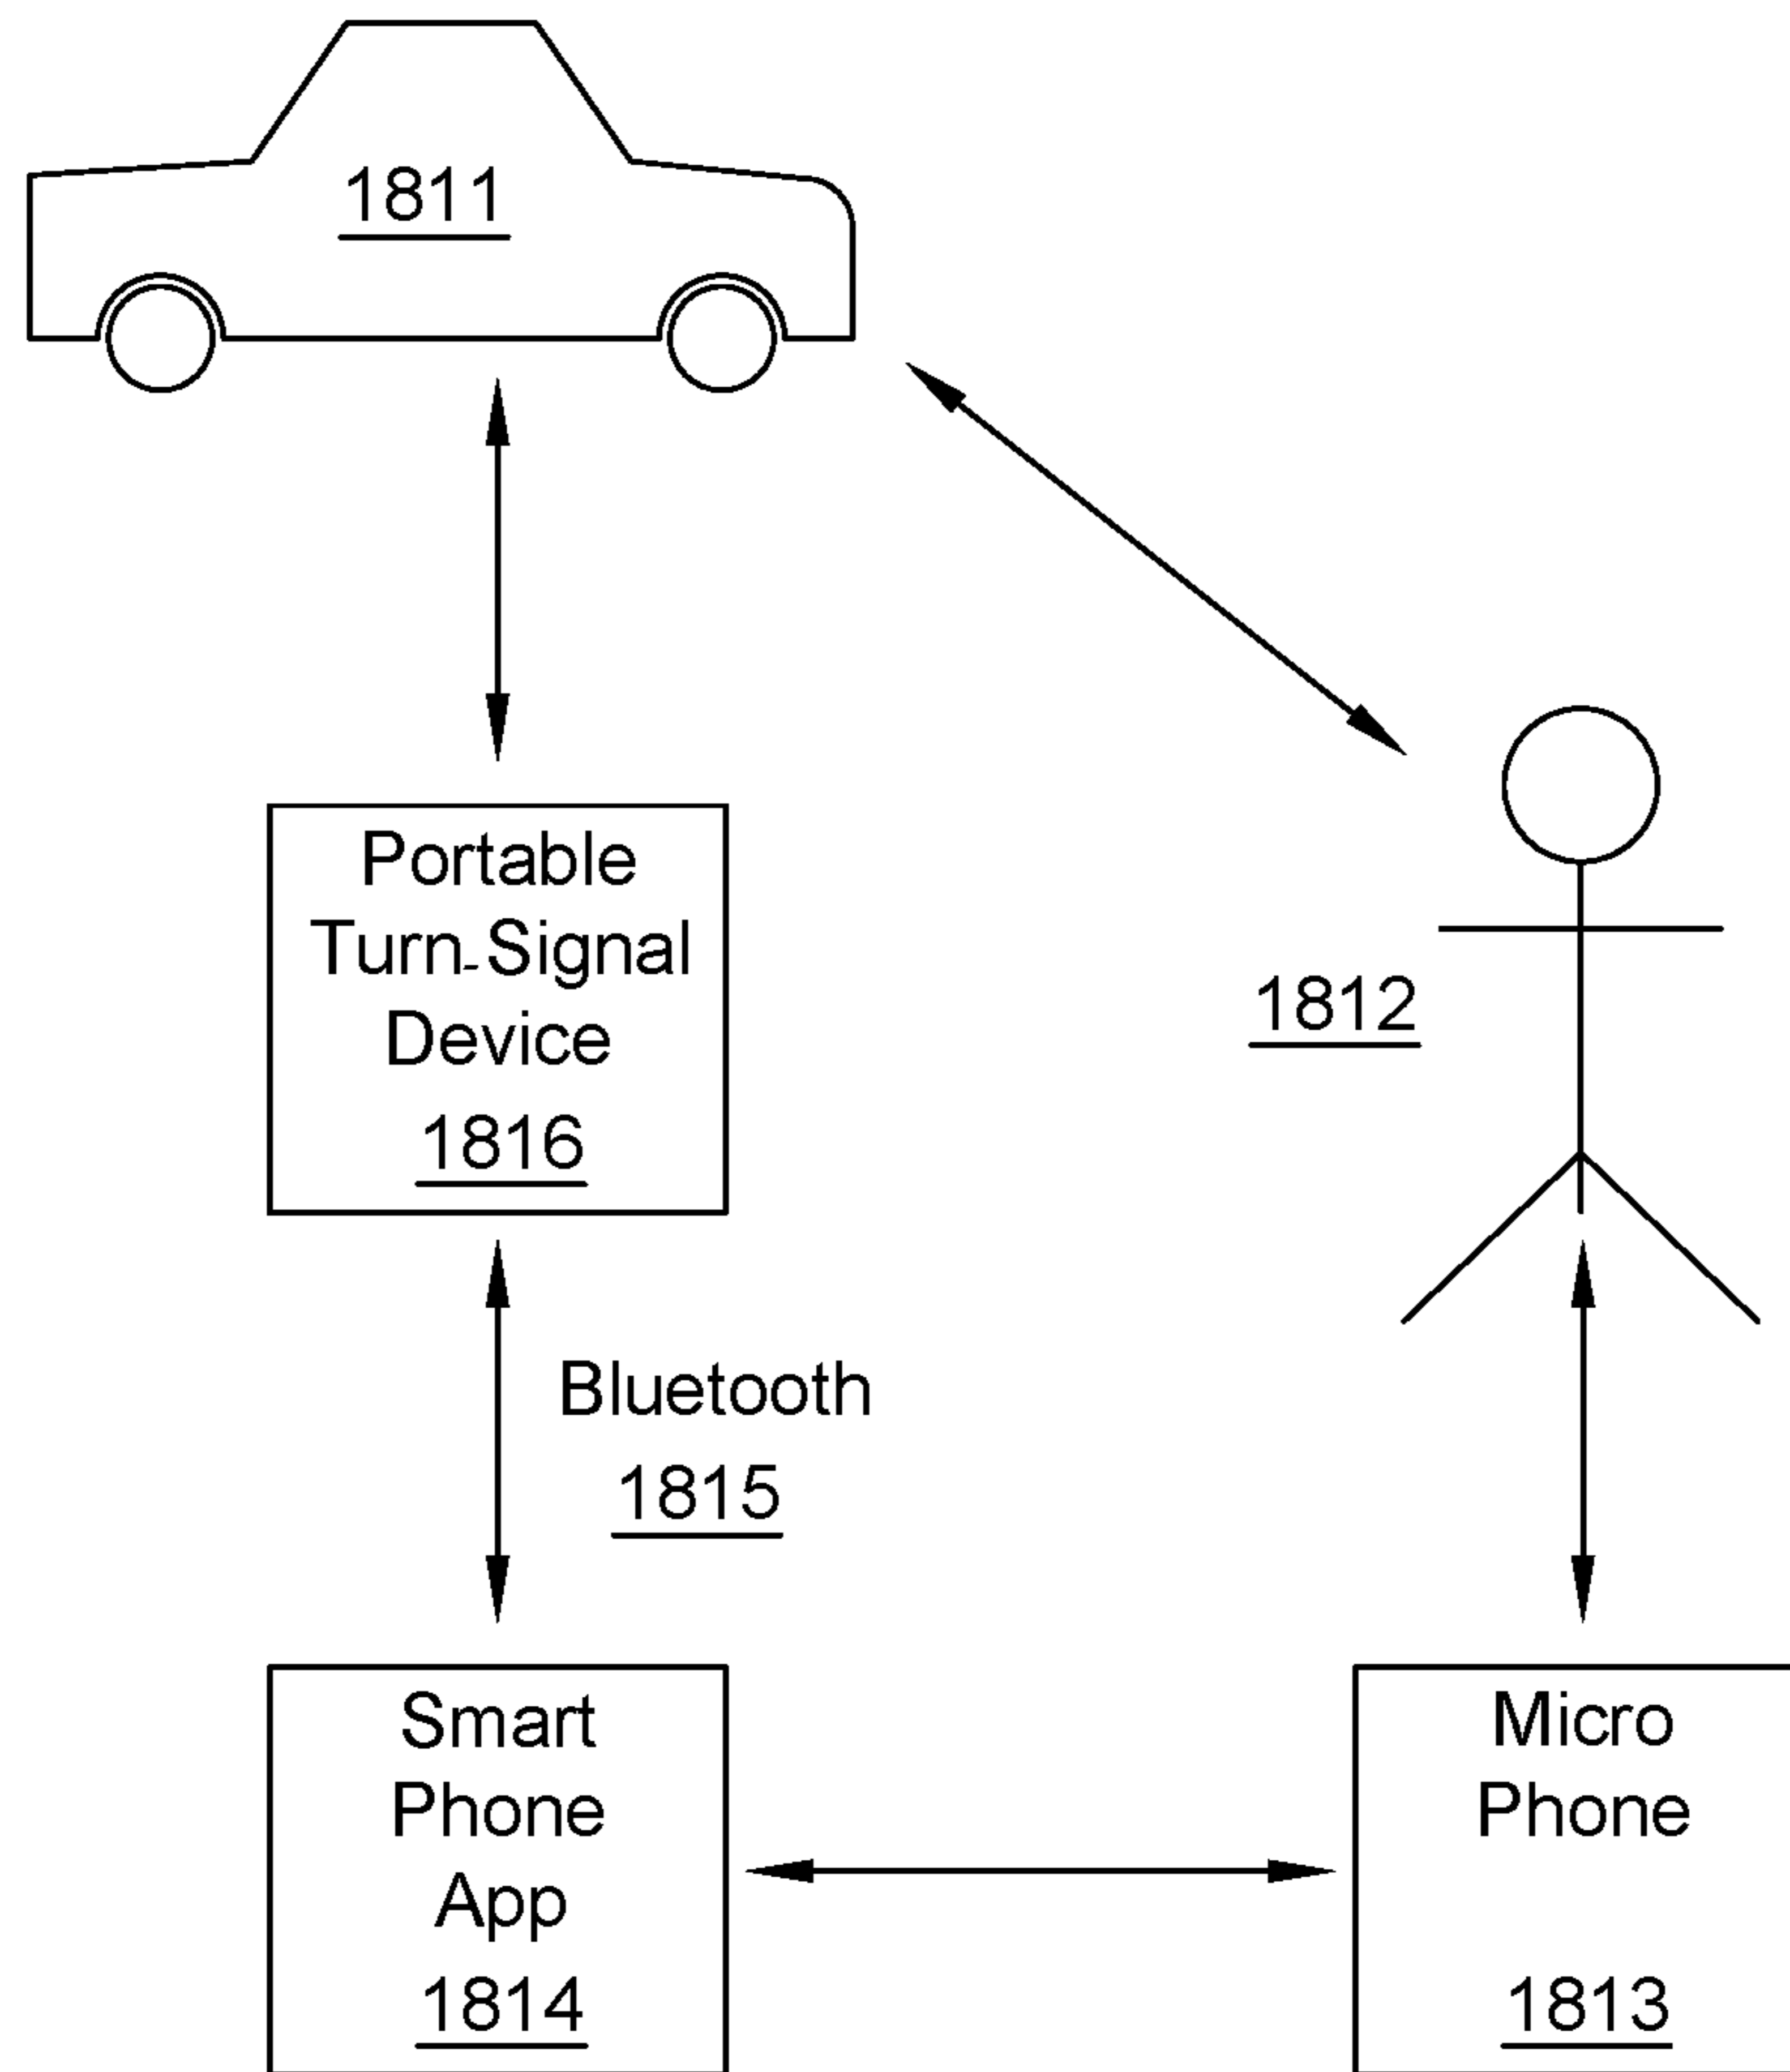 1811
Portable
Turn-Signal
Device
1816
1812
Bluetooth
1815
Smart
Phone
App
1814
Micro
Phone
1813